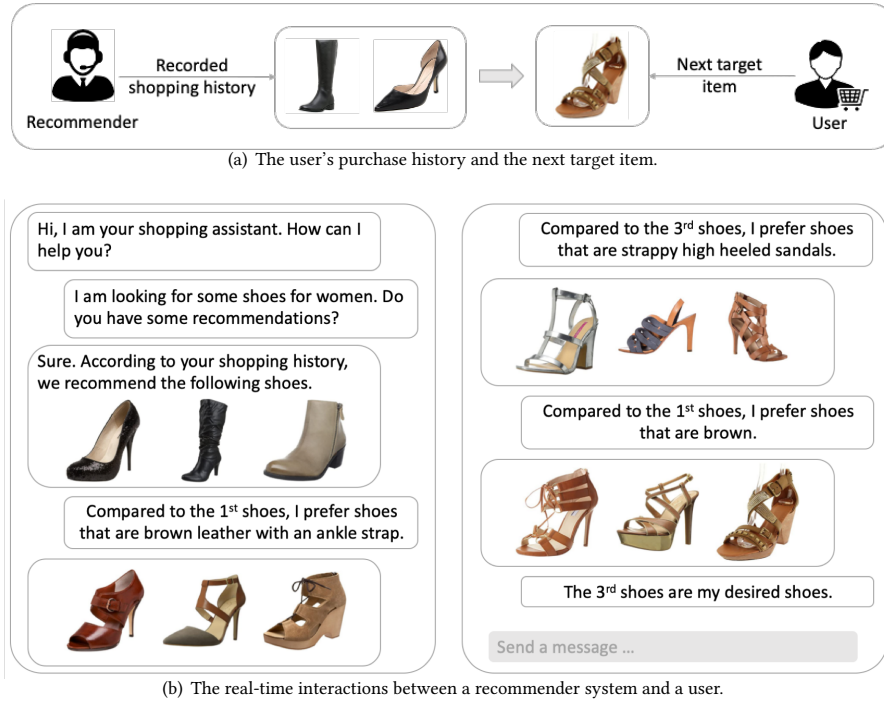 Recorded
shopping history
Recommender
Next target
item
User
(a) The user's purchase history and the next target item.
Hi, I am your shopping assistant. How can I
help you?
I am looking for some shoes for women. Do
you have some recommendations?
Sure. According to your shopping history,
we recommend the following shoes.
Compared to the 1st shoes, I prefer shoes
that are brown leather with an ankle strap.
Compared to the 3rd shoes, I prefer shoes
that are strappy high heeled sandals.
Compared to the 1st shoes, I prefer shoes
that are brown.
The 3rd shoes are my desired shoes.
Send a message ...
(b) The real-time interactions between a recommender system and a user.